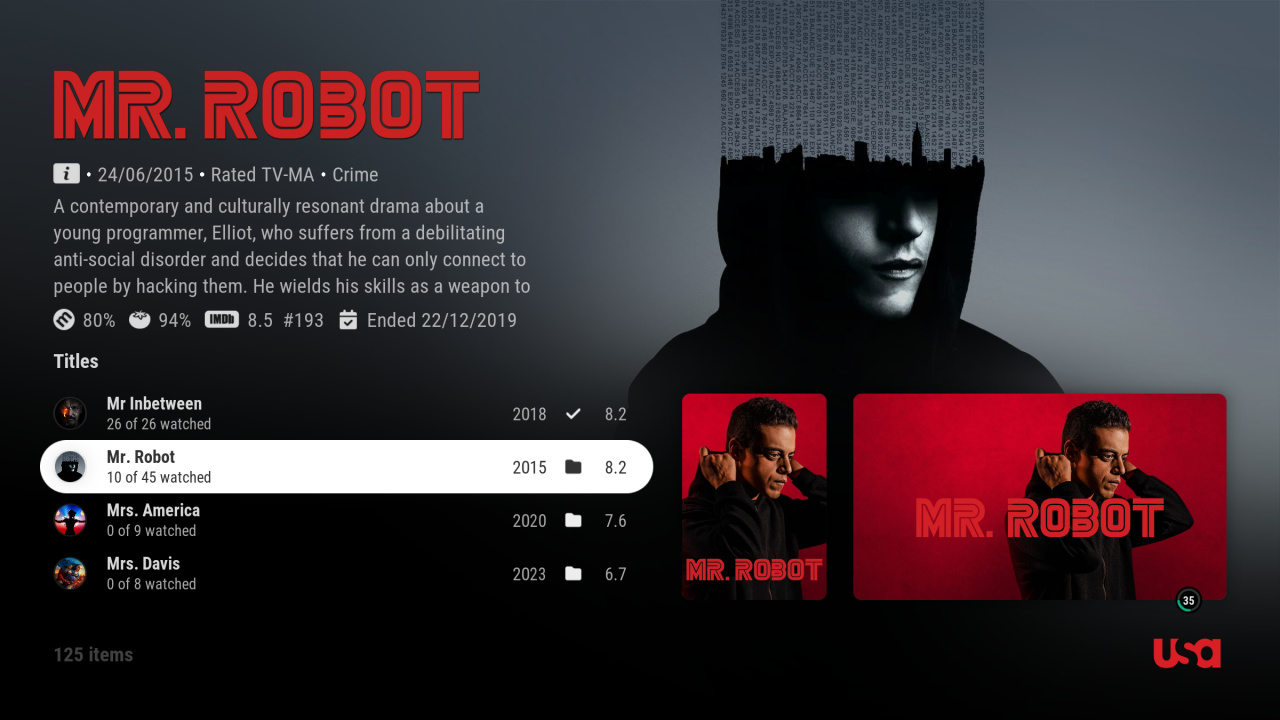 MR. ROBOT
i • 24/06/2015 • Rated TV-MA • Crime
A contemporary and culturally resonant drama about a
young programmer, Elliot, who suffers from a debilitating
anti-social disorder and decides that he can only connect to
people by hacking them. He wields his skills as a weapon to
80% 94% IMDb 8.5 #193 Ended 22/12/2019
Titles
Mr Inbetween
26 of 26 watched
2018 8.2
Mr. Robot
10 of 45 watched
2015 8.2
Mrs. America
0 of 9 watched
2020 7.6
Mrs. Davis
0 of 8 watched
2023 6.7
MR. ROBOT
MR. ROBOT
35
125 items
usa